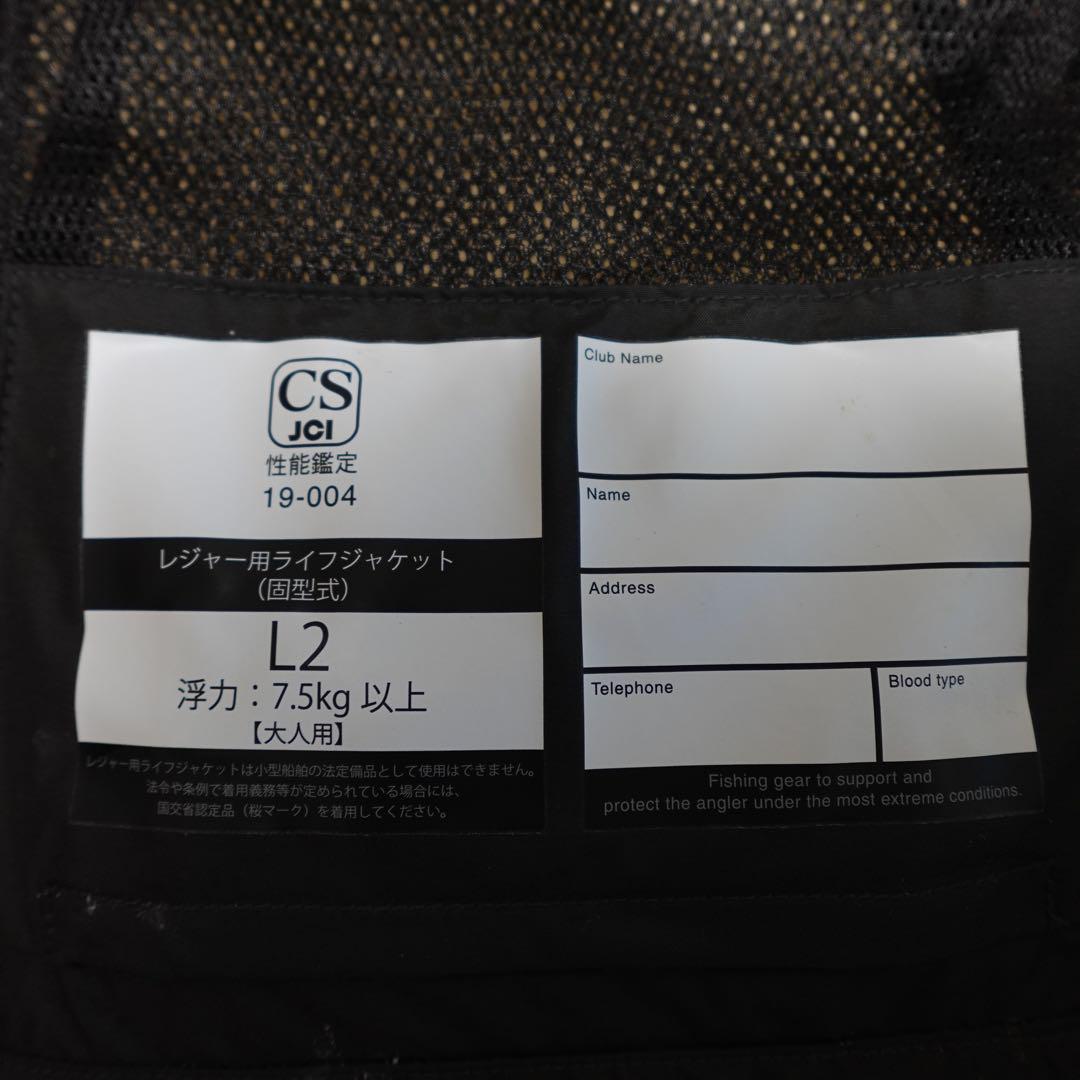 CS
JCI
性能鑑定
19-004
レジャー用ライフジャケット
（固型式）
L2
浮力：7.5kg 以上
【大人用】
レジャー用ライフジャケットは小型船舶の法定備品として使用はできません。
法令や条例で着用義務等が定められている場合には、
国交省認定品（桜マーク）を着用してください。
Club Name
Name
Address
Telephone
Blood type
Fishing gear to support and
protect the angler under the most extreme conditions.